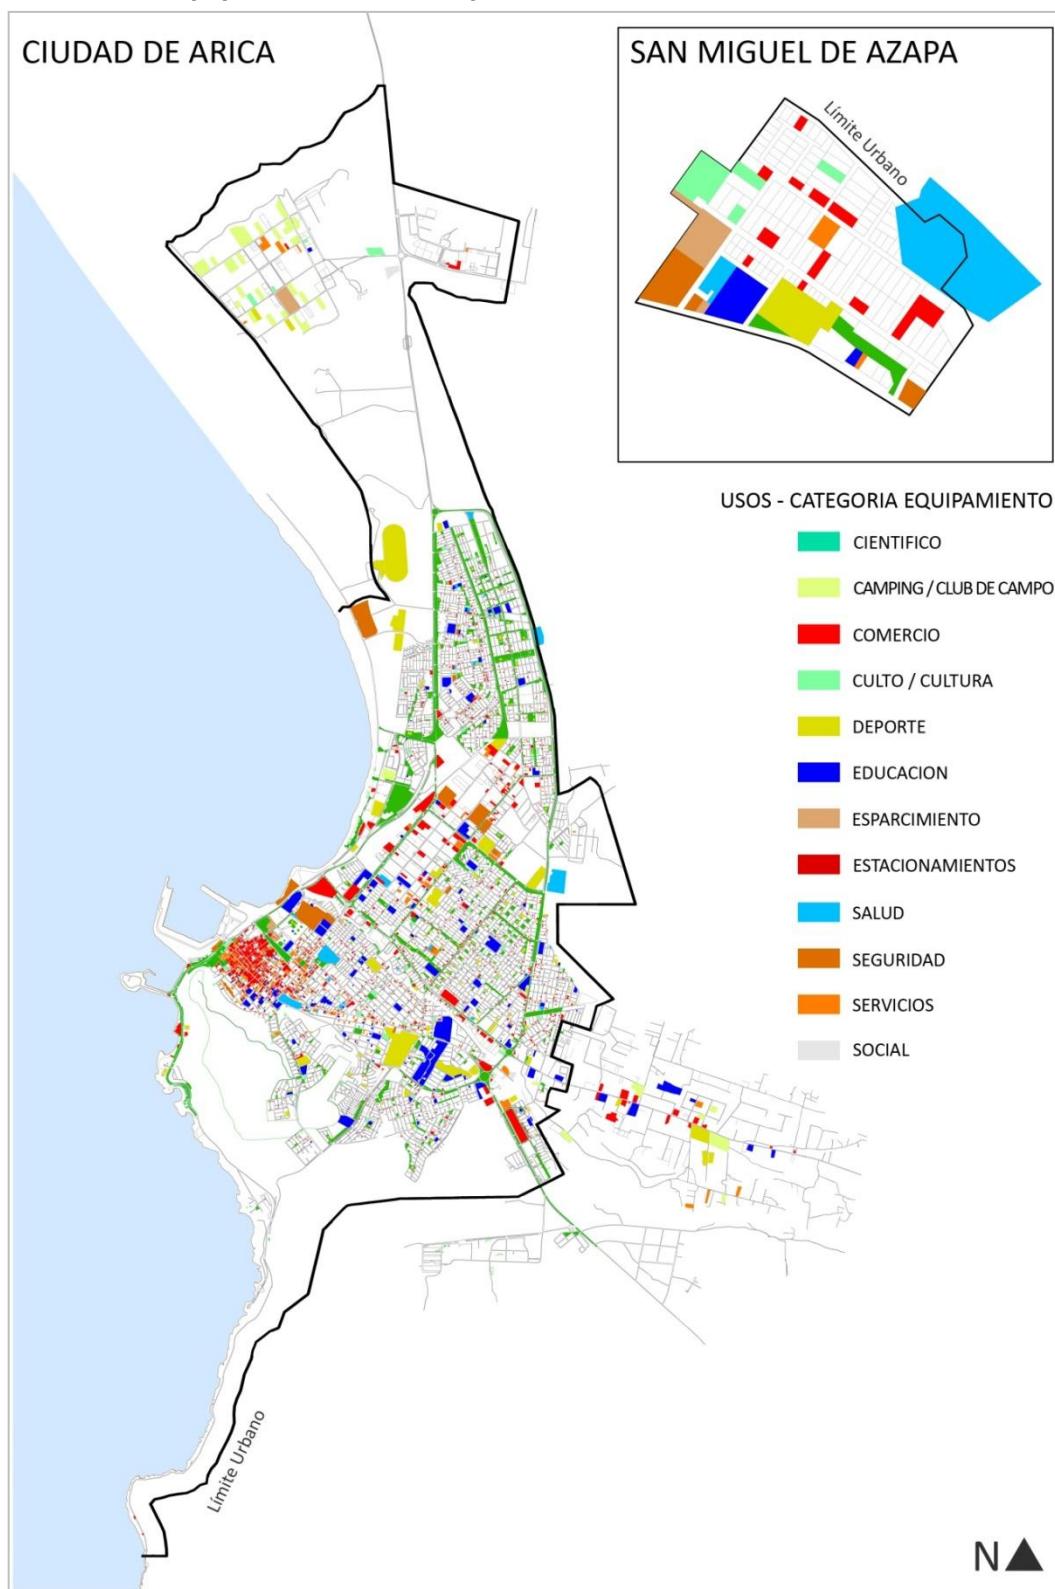 CIUDAD DE ARICA
SAN MIGUEL DE AZAPA
Límite Urbano
USOS - CATEGORIA EQUIPAMIENTO
CIENTIFICO
CAMPING / CLUB DE CAMPO
COMERCIO
CULTO / CULTURA
DEPORTE
EDUCACION
ESPARCIMIENTO
ESTACIONAMIENTOS
SALUD
SEGURIDAD
SERVICIOS
SOCIAL
Límite Urbano
N